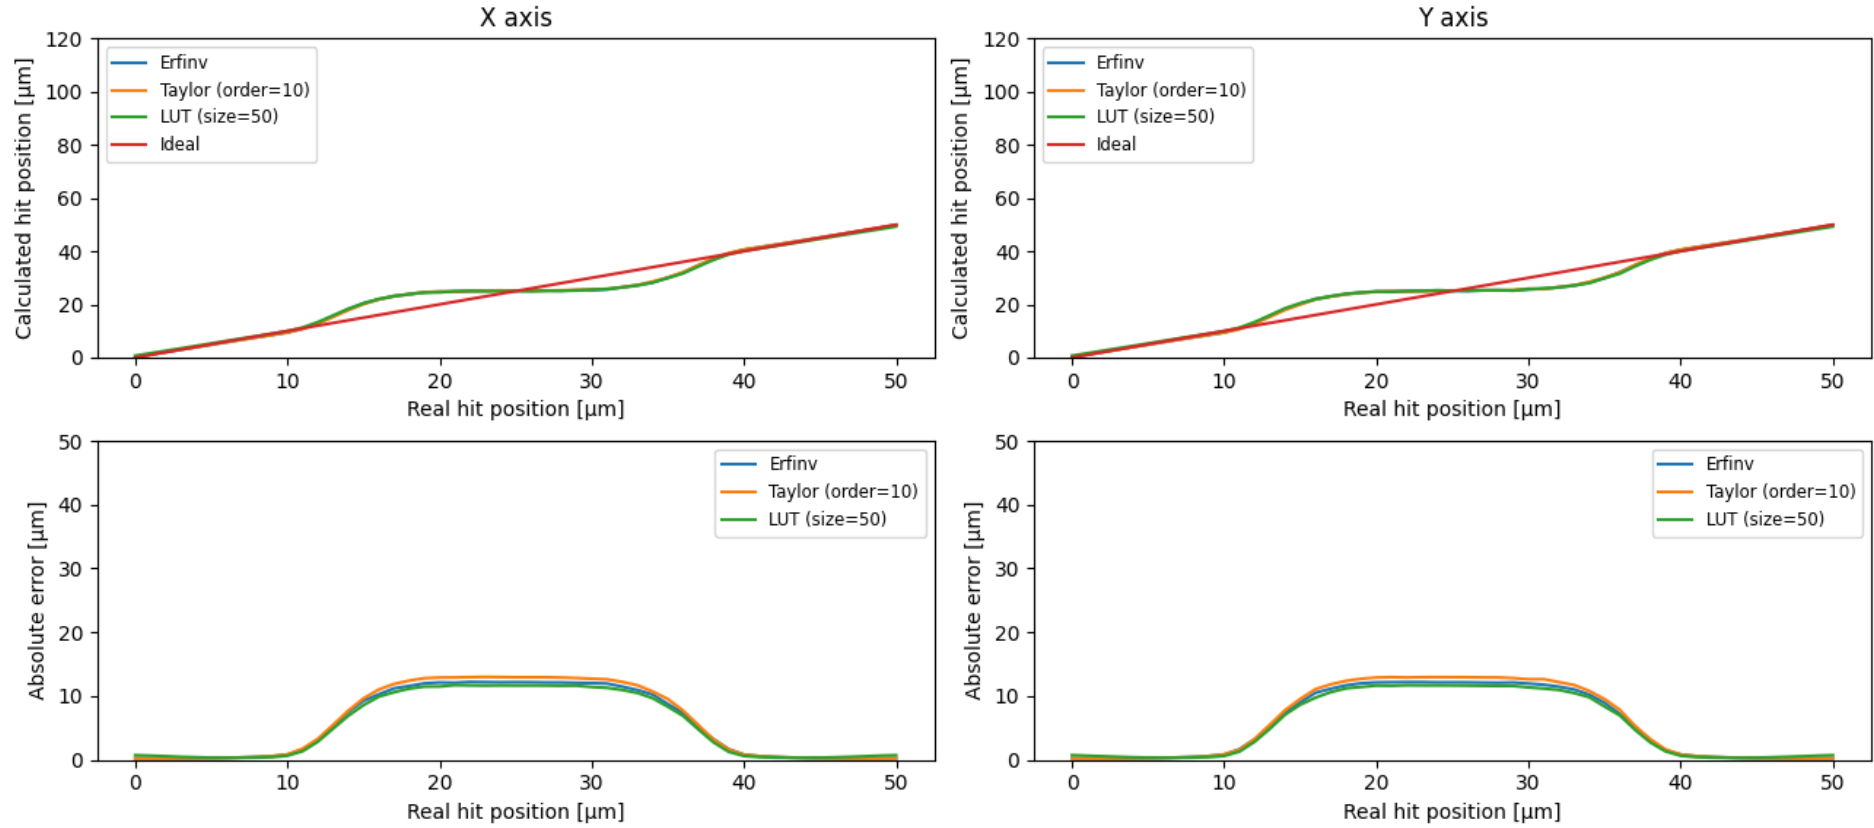 X axis
Calculated hit position [µm]
120
100
80
60
40
20
0
Erfinv
Taylor (order=10)
LUT (size=50)
Ideal
0 10 20 30 40 50
Real hit position [µm]
Y axis
Calculated hit position [µm]
120
100
80
60
40
20
0
Erfinv
Taylor (order=10)
LUT (size=50)
Ideal
0 10 20 30 40 50
Real hit position [µm]
Absolute error [µm]
50
40
30
20
10
0
Erfinv
Taylor (order=10)
LUT (size=50)
0 10 20 30 40 50
Real hit position [µm]
Absolute error [µm]
50
40
30
20
10
0
Erfinv
Taylor (order=10)
LUT (size=50)
0 10 20 30 40 50
Real hit position [µm]